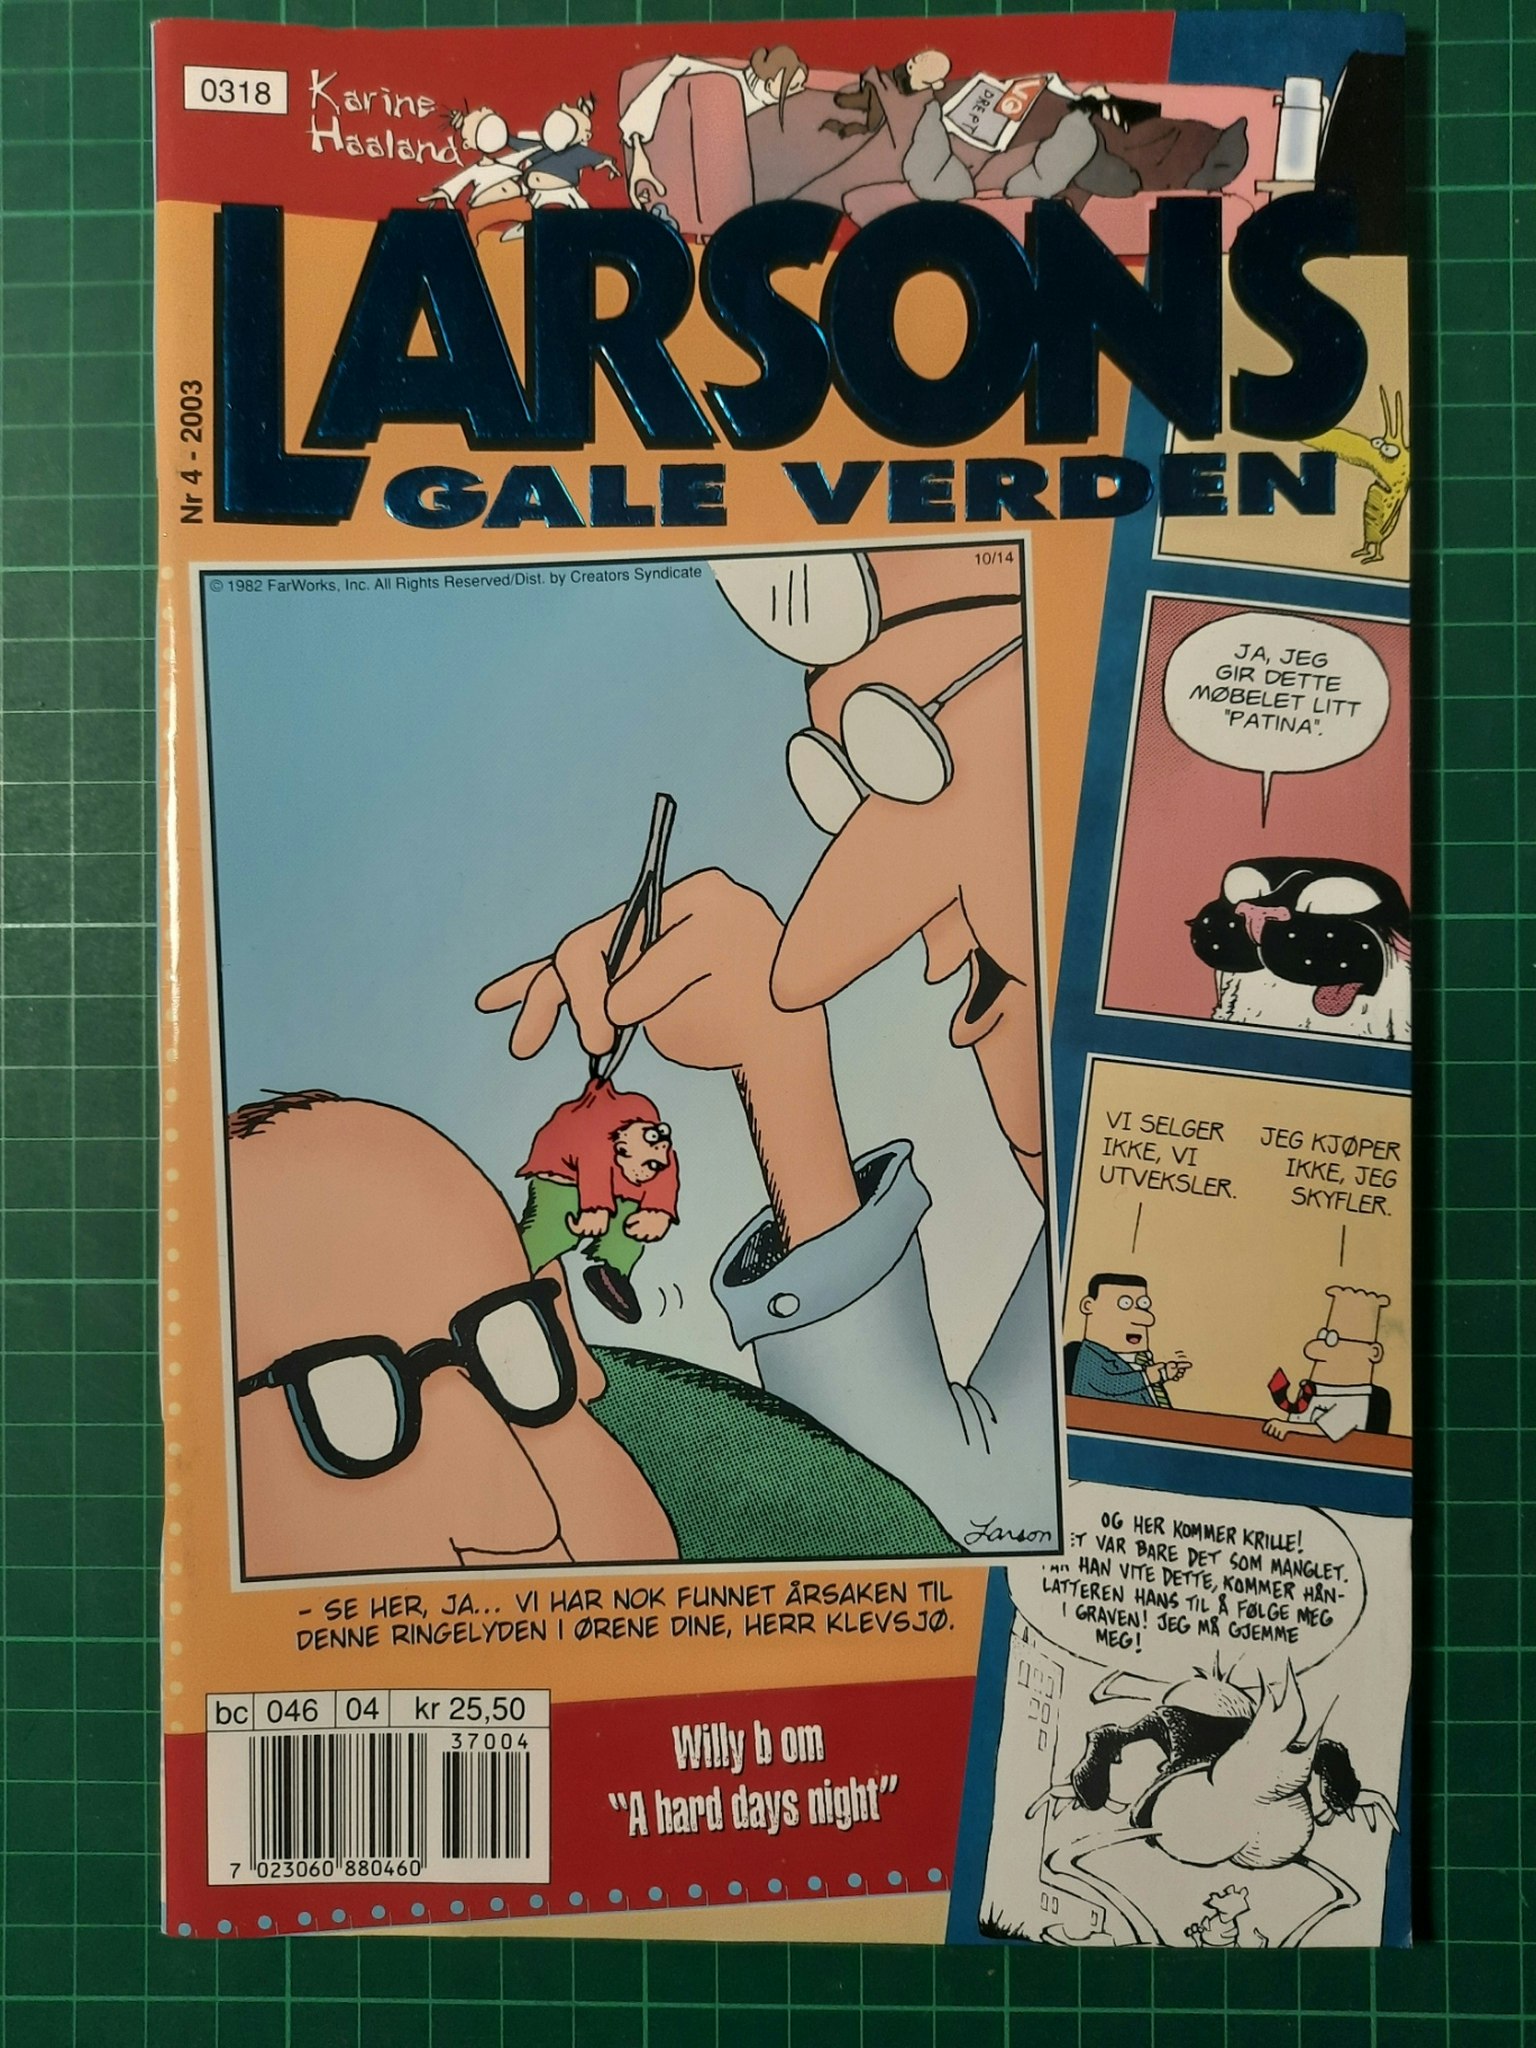 0318
Karine
Haaland
VG
DREPT
LARSONS
GALE VERDEN
Nr 4 - 2003
© 1982 FarWorks, Inc. All Rights Reserved/Dist. by Creators Syndicate
10/14
JA, JEG
GIR DETTE
MØBELET LITT
"PATINA".
VI SELGER
IKKE, VI
UTVEKSLER.
JEG KJØPER
IKKE, JEG
SKYFLER.
Larson
- SE HER, JA... VI HAR NOK FUNNET ÅRSAKEN TIL
DENNE RINGELYDEN I ØRENE DINE, HERR KLEVSJØ.
OG HER KOMMER KRILLE!
VAR BARE DET SOM MANGLET.
HAN VITE DETTE, KOMMER HÅN-
LATTEREN HANS TIL Å FØLGE MEG
I GRAVEN! JEG MÅ GJEMME
MEG!
bc 046 04 kr 25,50
37004
7 023060 880460
Willy b om
"A hard days night"